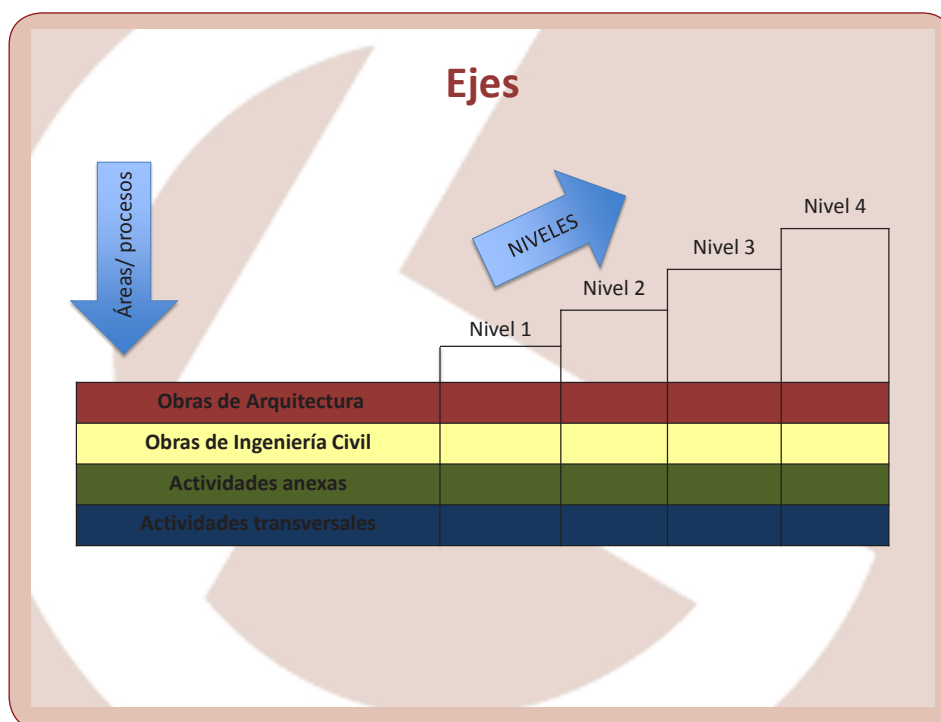 Ejes
Áreas/ procesos
NIVELES
Nivel 1
Nivel 2
Nivel 3
Nivel 4
Obras de Arquitectura
Obras de Ingeniería Civil
Actividades anexas
Actividades transversales